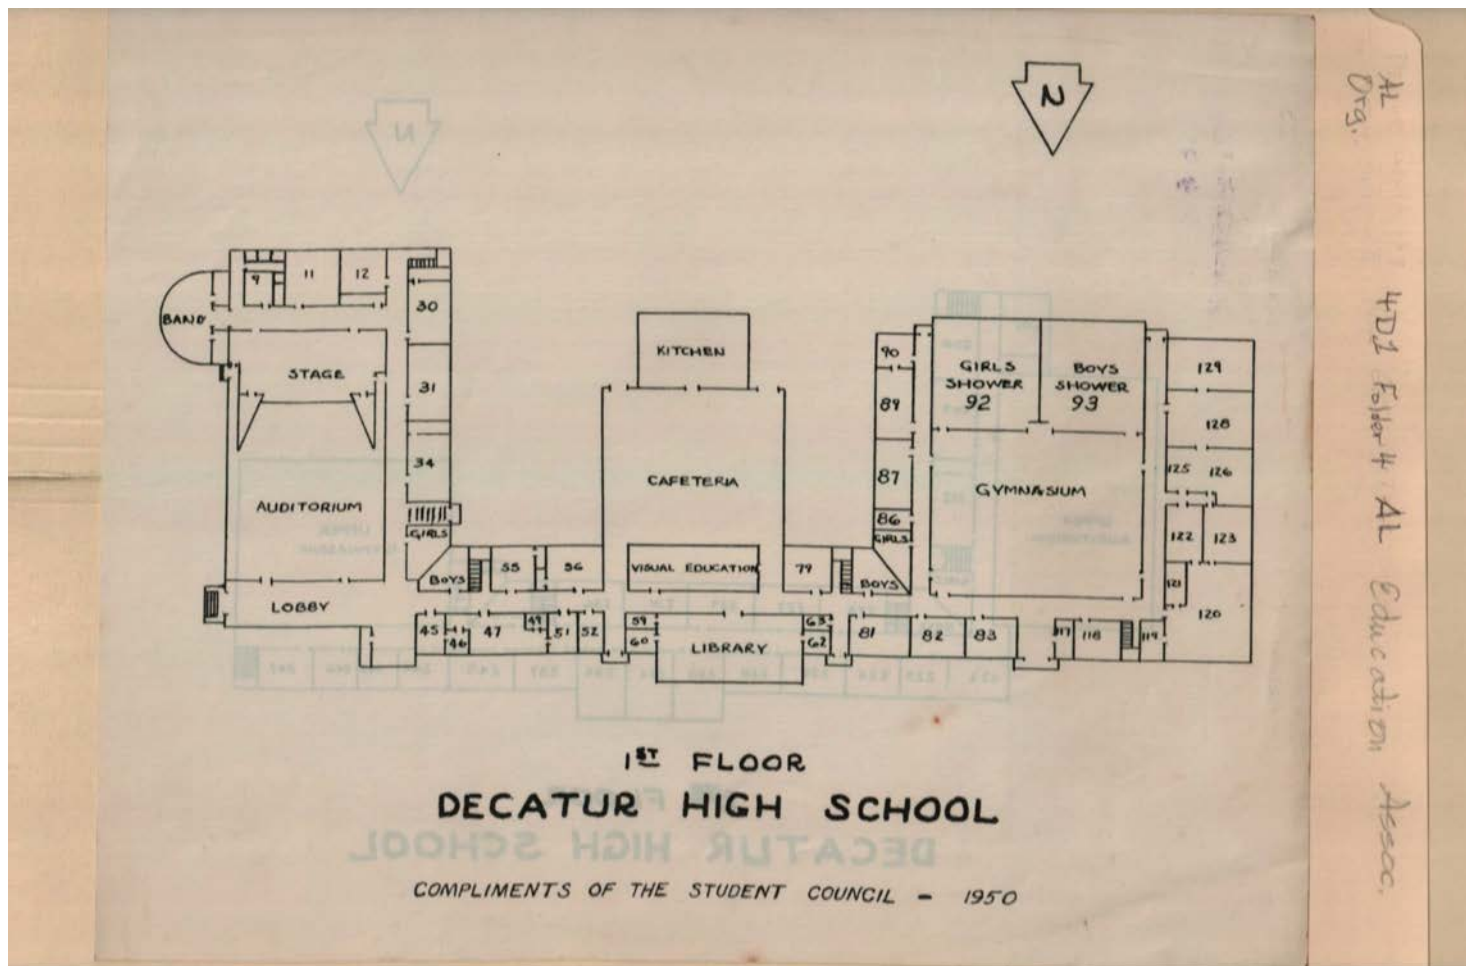 N
AL
Org.
4D1 Folder 4 AL Education Assoc.
9
11
12
30
BAND
STAGE
31
34
AUDITORIUM
GIRLS
BOYS
LOBBY
45
46
47
49
51
52
55
56
KITCHEN
CAFETERIA
VISUAL EDUCATION
59
60
LIBRARY
63
62
79
BOYS
GIRLS
86
87
89
90
GIRLS
SHOWER
92
BOYS
SHOWER
93
GYMNASIUM
81
82
83
117
118
119
120
121
122
123
125
126
128
129
1ST FLOOR
DECATUR HIGH SCHOOL
COMPLIMENTS OF THE STUDENT COUNCIL - 1950